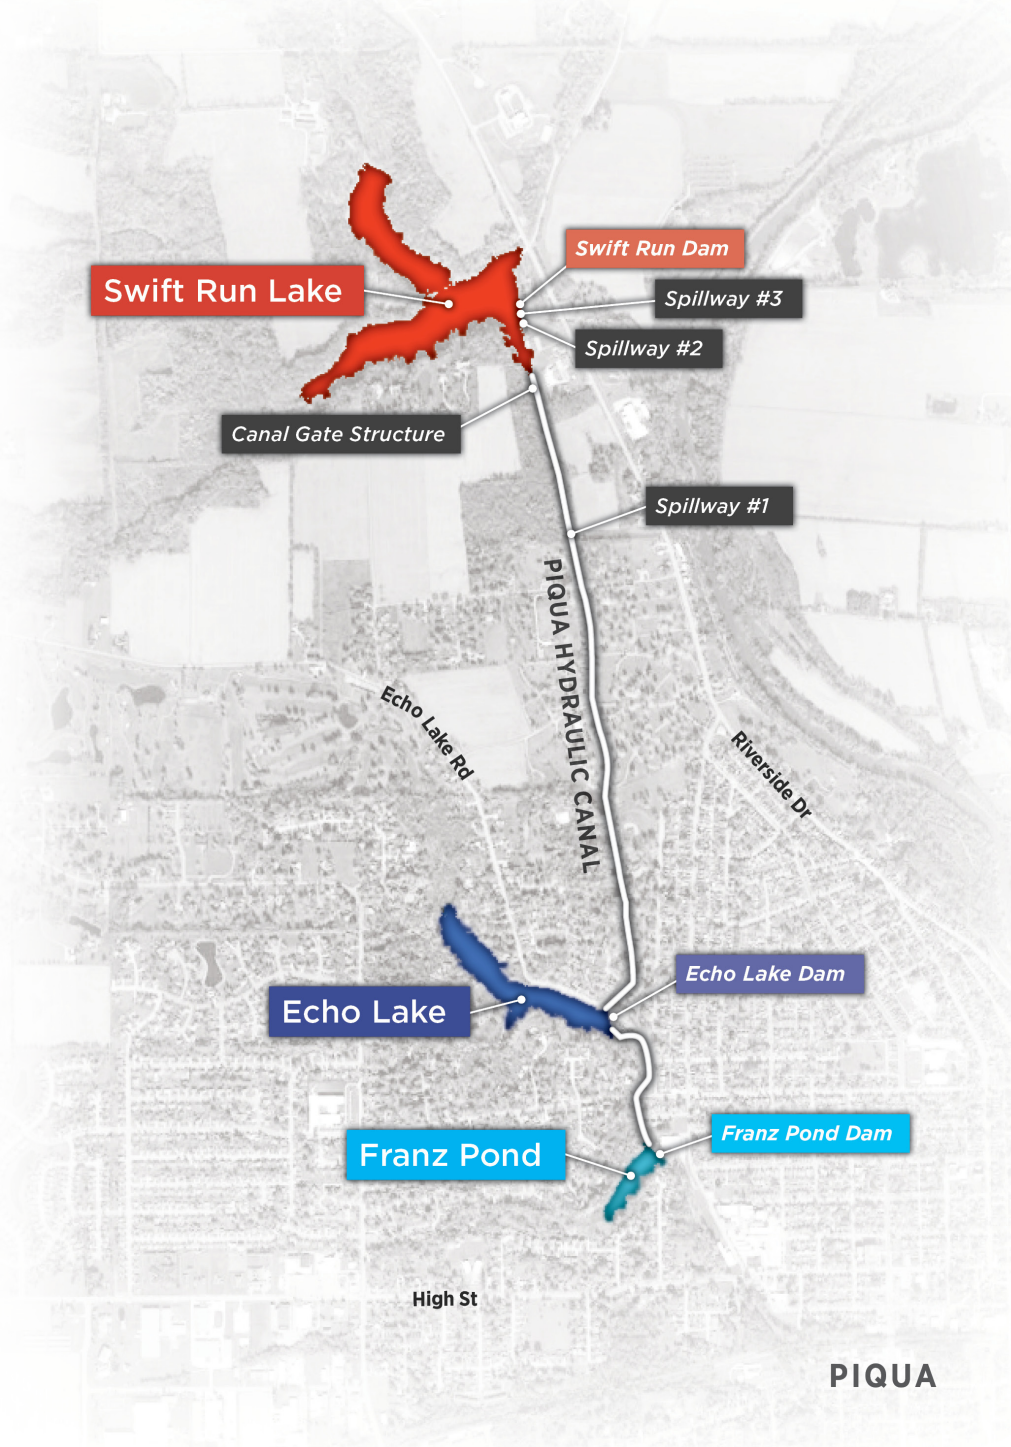 Swift Run Dam
Swift Run Lake
Spillway #3
Spillway #2
Canal Gate Structure
Spillway #1
PIQUA HYDRAULIC CANAL
Echo Lake Rd
Riverside Dr
Echo Lake Dam
Echo Lake
Franz Pond Dam
Franz Pond
High St
PIQUA